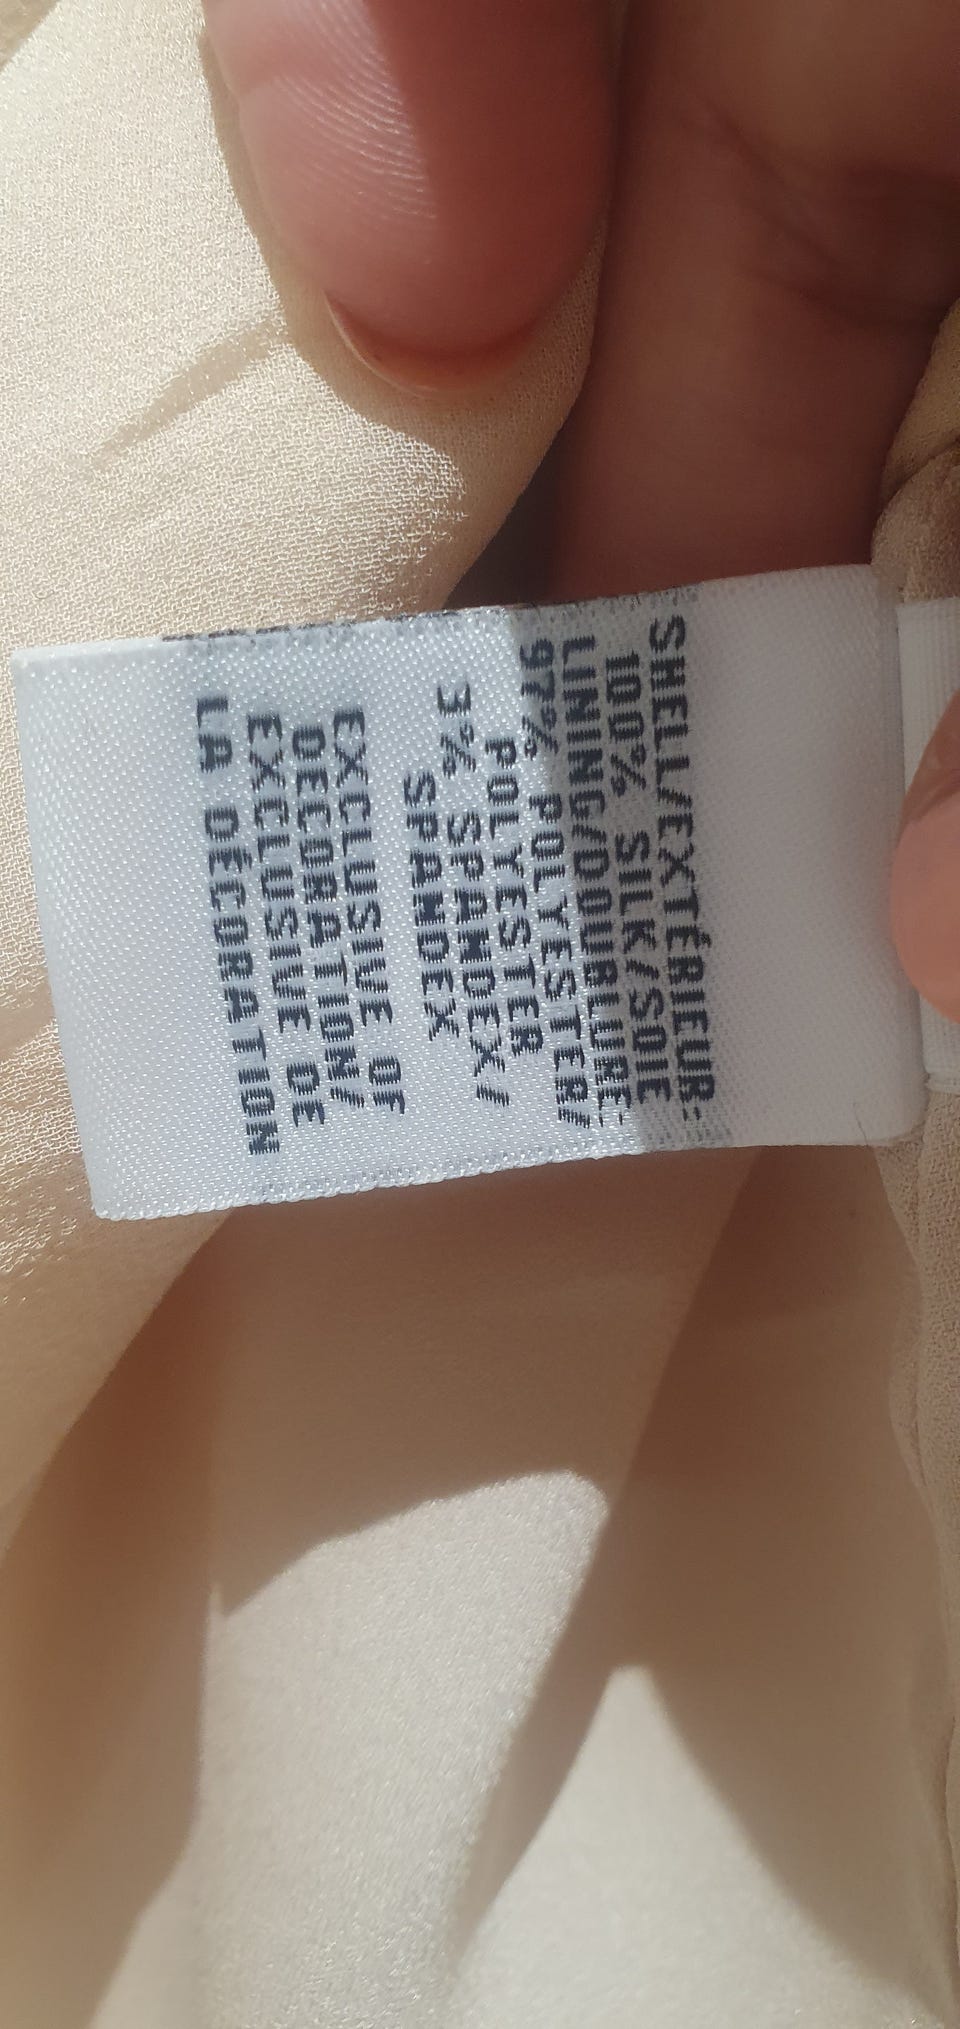 SHELL/EXTÉRIEUR:
100% SILK/SOIE
LINING/DOUBLURE:
97% POLYESTER/
POLYESTER
3% SPANDEX/
SPANDEX
EXCLUSIVE OF
DECORATION/
EXCLUSIVE DE
LA DÉCORATION